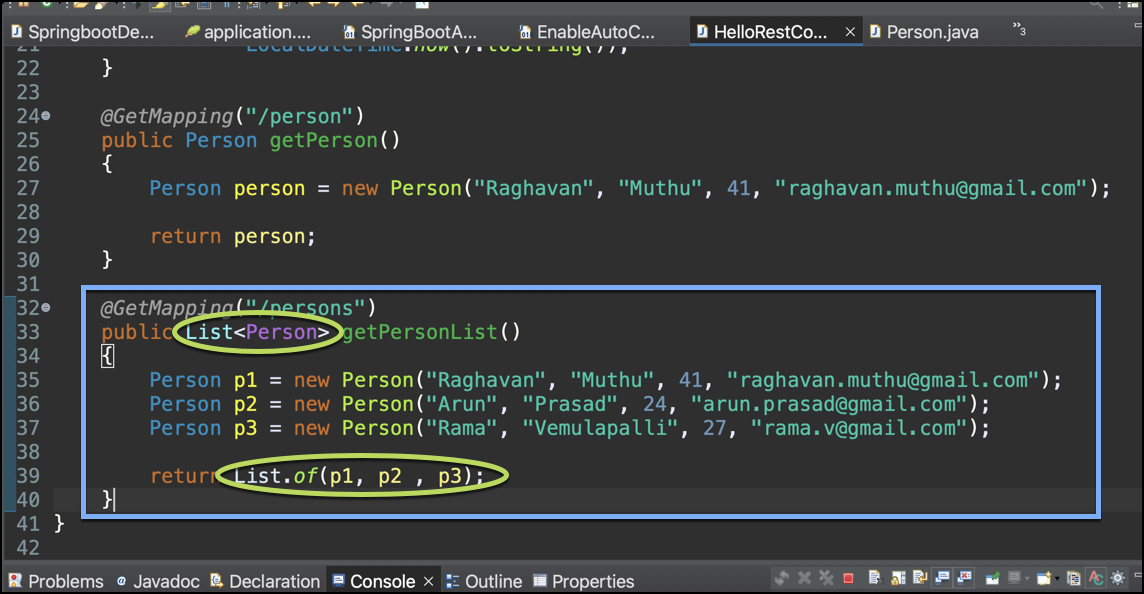 SpringbootDe... application.... SpringBootA... EnableAutoC... HelloRestCo... Person.java »3
21 LocalDateTime.now().toString());
22 }
23
24 @GetMapping("/person")
25 public Person getPerson()
26 {
27 Person person = new Person("Raghavan", "Muthu", 41, "raghavan.muthu@gmail.com");
28
29 return person;
30 }
31
32 @GetMapping("/persons")
33 public List<Person> getPersonList()
34 {
35 Person p1 = new Person("Raghavan", "Muthu", 41, "raghavan.muthu@gmail.com");
36 Person p2 = new Person("Arun", "Prasad", 24, "arun.prasad@gmail.com");
37 Person p3 = new Person("Rama", "Vemulapalli", 27, "rama.v@gmail.com");
38
39 return List.of(p1, p2 , p3);
40 }
41 }
42
Problems @ Javadoc Declaration Console Outline Properties